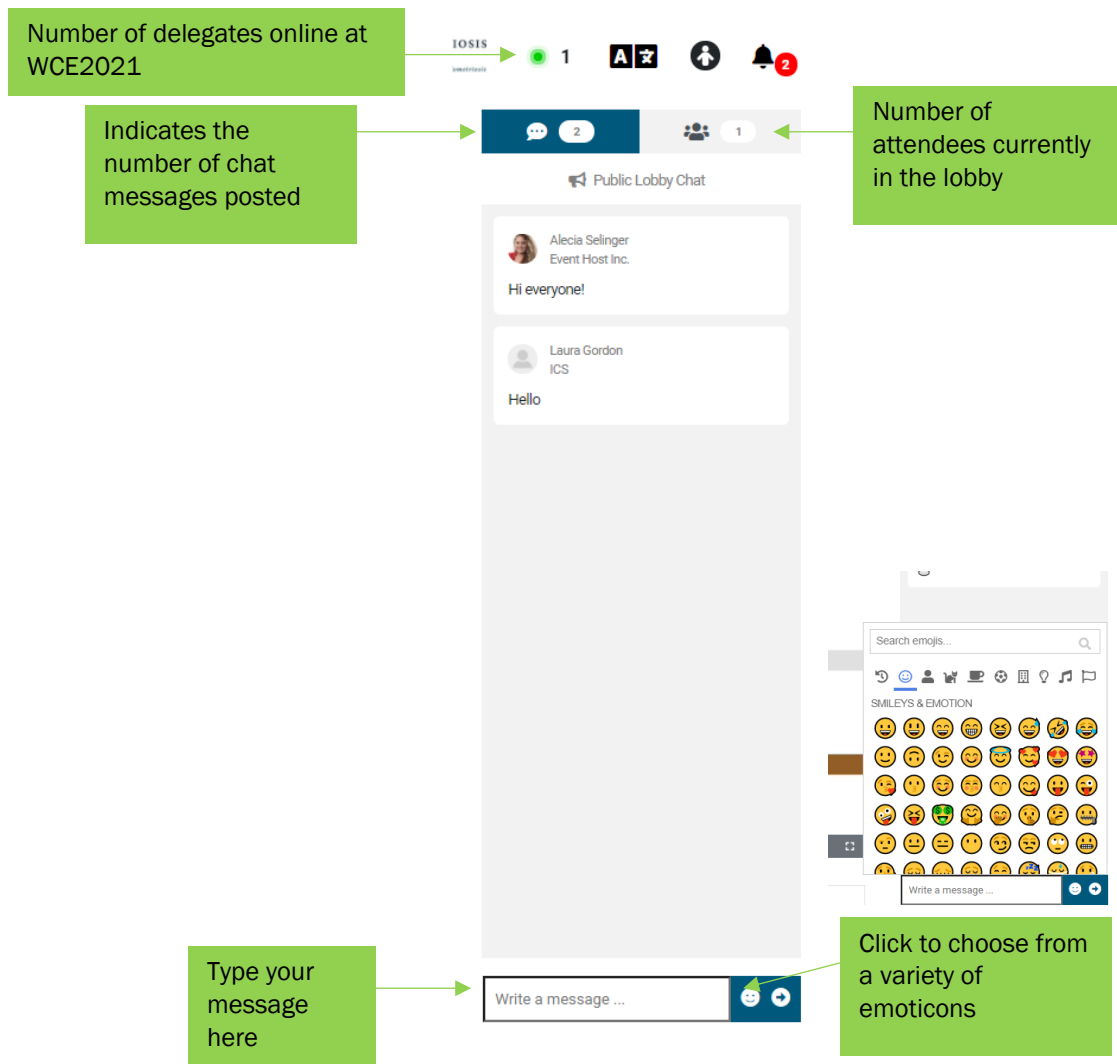 Number of delegates online at
WCE2021
IOSIS
1
A
2
Indicates the
number of chat
messages posted
2
1
Number of
attendees currently
in the lobby
Public Lobby Chat
Alecia Selinger
Event Host Inc.
Hi everyone!
Laura Gordon
ICS
Hello
Search emojis...
SMILEYS & EMOTION
Write a message ...
Type your
message
here
Write a message ...
Click to choose from
a variety of
emoticons